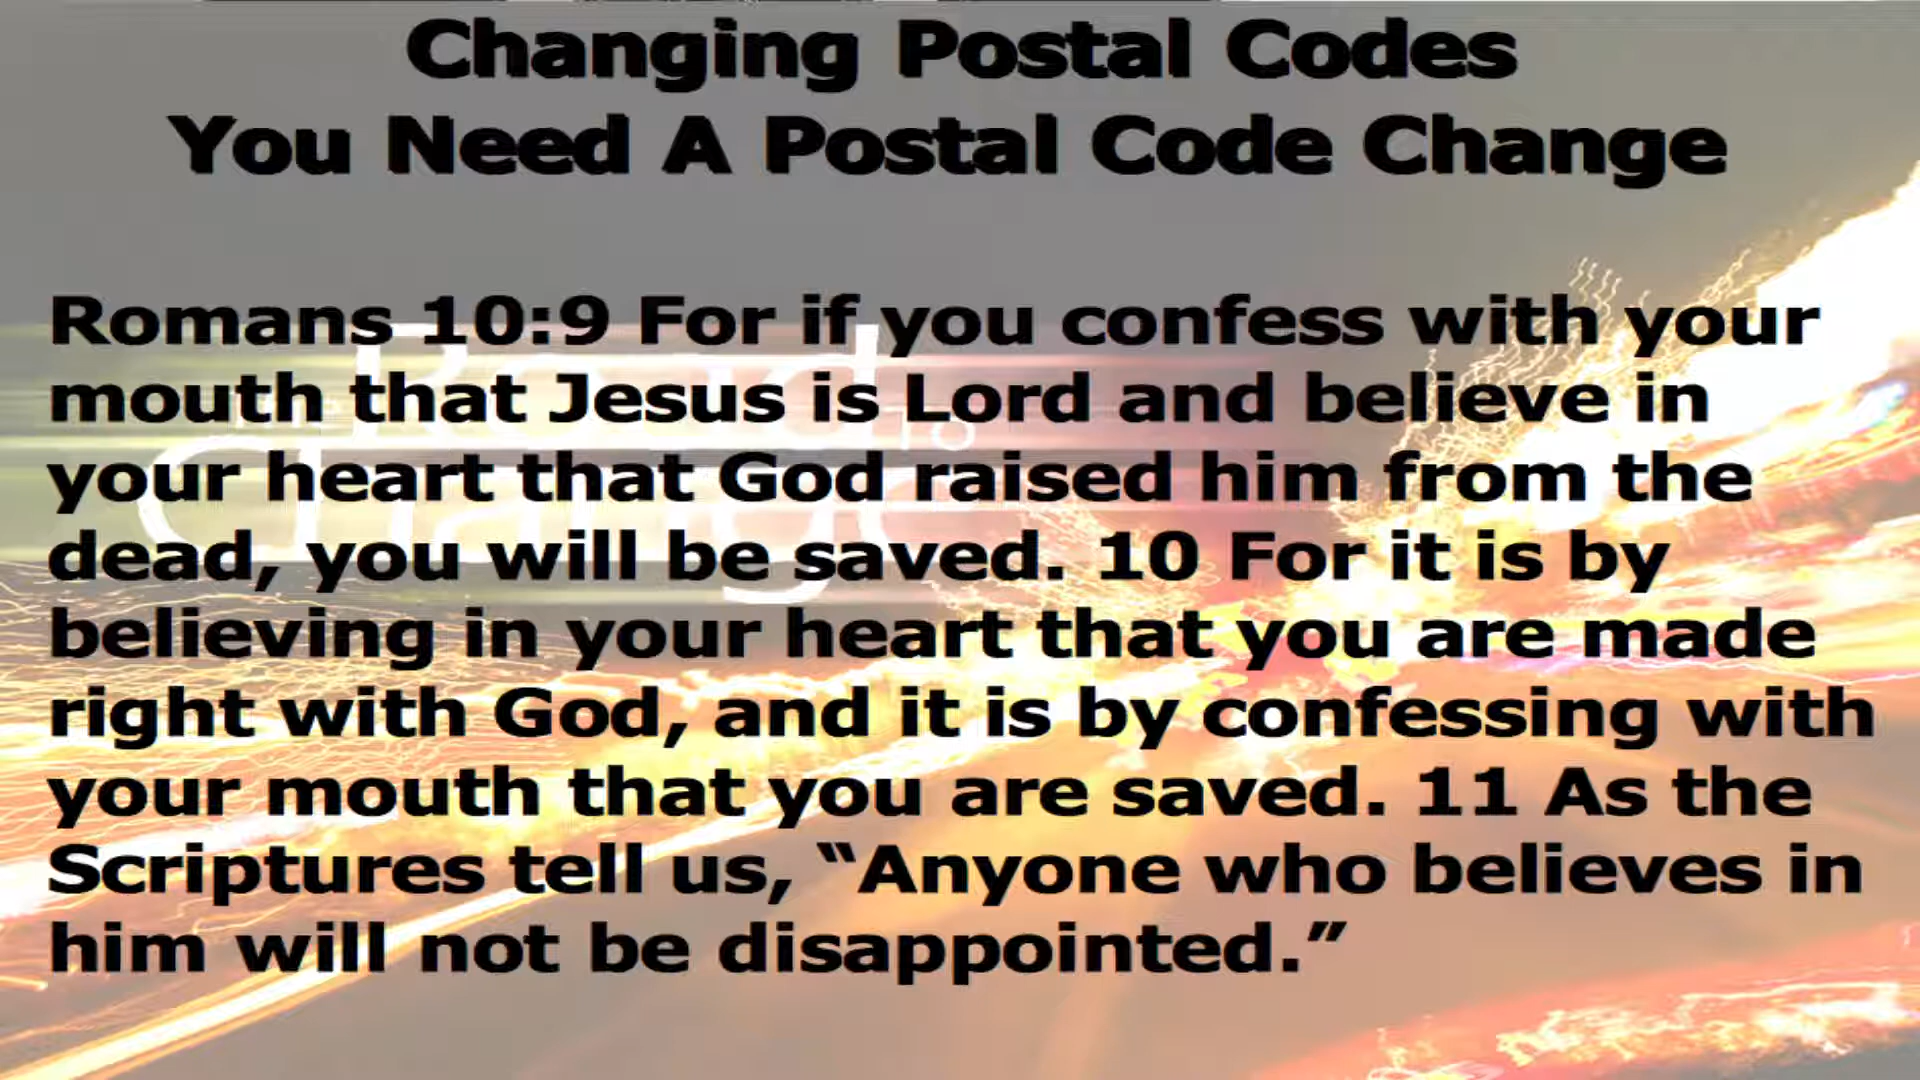 Changing Postal Codes
You Need A Postal Code Change
Romans 10:9 For if you confess with your
mouth that Jesus is Lord and believe in
your heart that God raised him from the
dead, you will be saved. 10 For it is by
believing in your heart that you are made
right with God, and it is by confessing with
your mouth that you are saved. 11 As the
Scriptures tell us, “Anyone who believes in
him will not be disappointed.”
Road to
Change